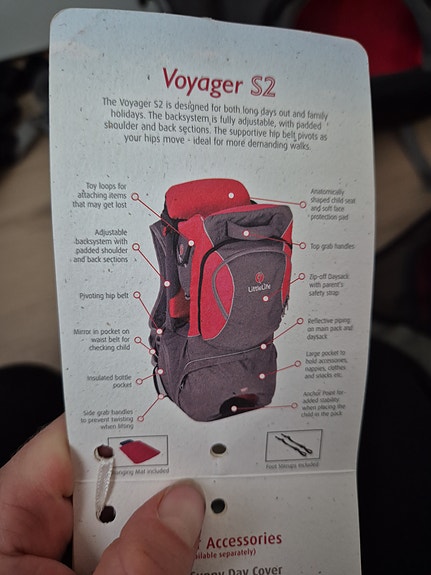 Voyager S2
The Voyager S2 is designed for both long days out and family
holidays. The backsystem is fully adjustable, with padded
shoulder and back sections. The supportive hip belt pivots as
your hips move - ideal for more demanding walks.
Toy loops for
attaching items
that may get lost
Adjustable
backsystem with
padded shoulder
and back sections
Pivoting hip belt
Mirror in pocket on
waist belt for
checking child
Insulated bottle
pocket
Side grab handles
to prevent twisting
when lifting
Anatomically
shaped child seat
and soft face
protection pad
Top grab handles
Zip-off Daysack
with parent's
safety strap
LittleLife
Reflective piping
on main pack and
daysack
Large pocket to
hold accessories,
nappies, clothes
and snacks etc.
Anchor Point for
added stability
when placing the
child in the pack
Changing Mat included
Foot Stirrups included
Accessories
available separately)
Day Cover